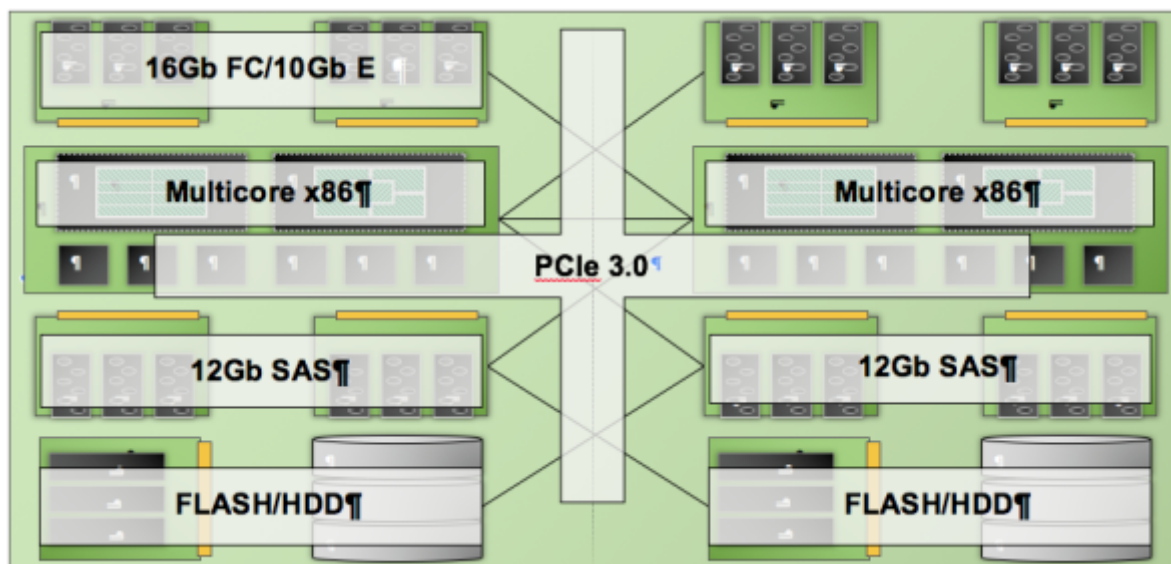 16Gb FC/10Gb E ¶
Multicore x86¶
Multicore x86¶
PCIe 3.0¶
12Gb SAS¶
12Gb SAS¶
FLASH/HDD¶
FLASH/HDD¶